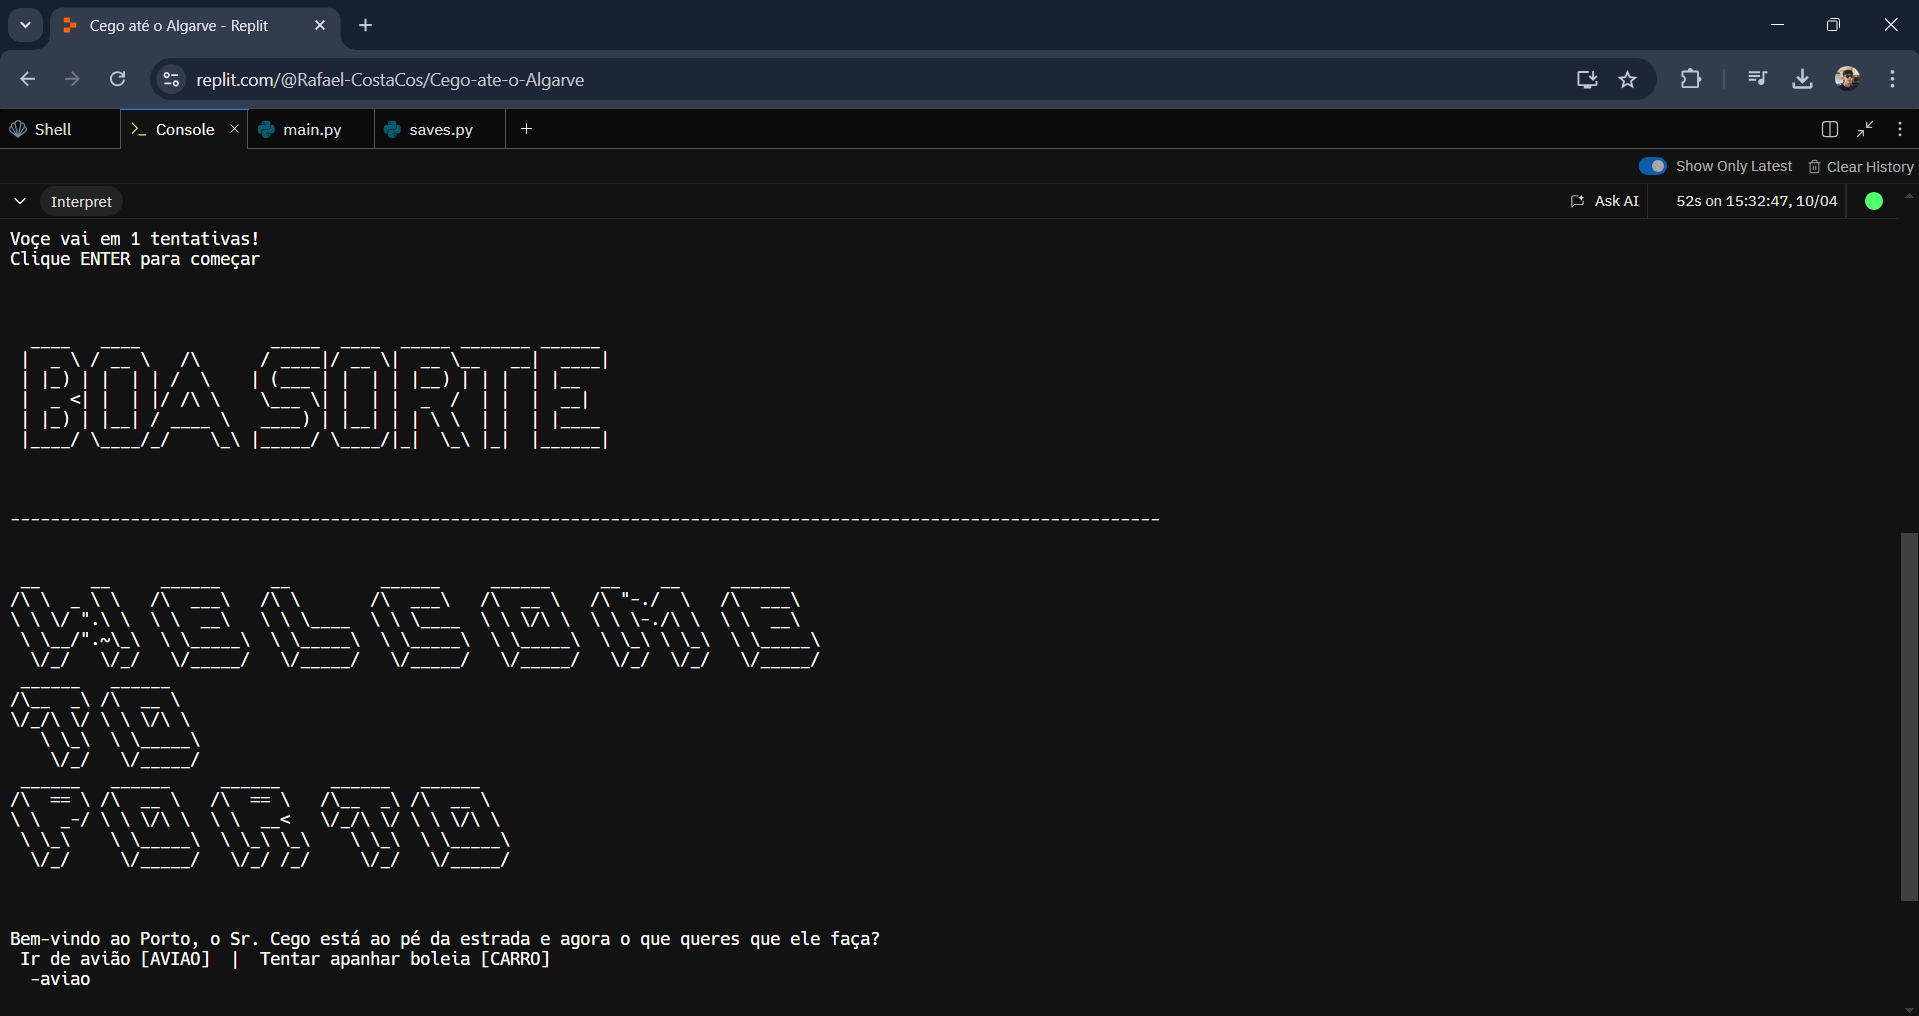 Cego até o Algarve - Replit
replit.com/@Rafael-CostaCos/Cego-ate-o-Algarve
Shell
Console
main.py
saves.py
Show Only Latest
Clear History
Interpret
Ask AI
52s on 15:32:47, 10/04
Voçe vai em 1 tentativas!
Clique ENTER para começar
BOA SORTE
WELCOME
TO
PORTO
Bem-vindo ao Porto, o Sr. Cego está ao pé da estrada e agora o que queres que ele faça?
Ir de avião [AVIAO] | Tentar apanhar boleia [CARRO]
-aviao